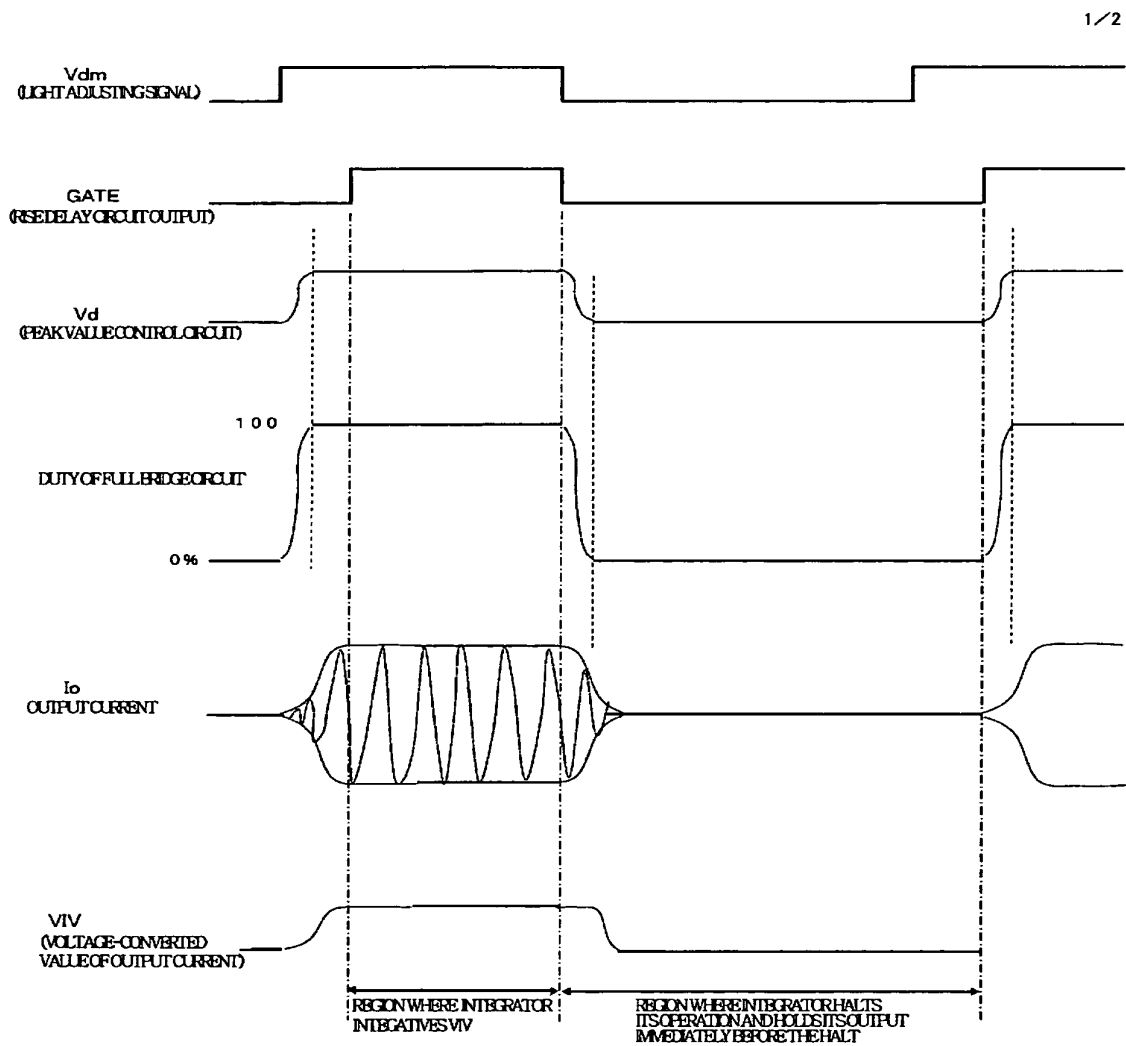 1/2
Vdm
(LIGHT ADJUSTING SIGNAL)
GATE
(RISE DELAY CIRCUIT OUTPUT)
Vd
(PEAK VALUE CONTROL CIRCUIT)
100
DUTY OF FULL BRIDGE CIRCUIT
0%
Io
OUTPUT CURRENT
VIV
(VOLTAGE-CONVERTED
VALUE OF OUTPUT CURRENT)
REGION WHERE INTEGRATOR
INTEGATIVES VIV
REGION WHERE INTEGRATOR HALTS
ITS OPERATION AND HOLDS ITS OUTPUT
IMMEDIATELY BEFORE THE HALT